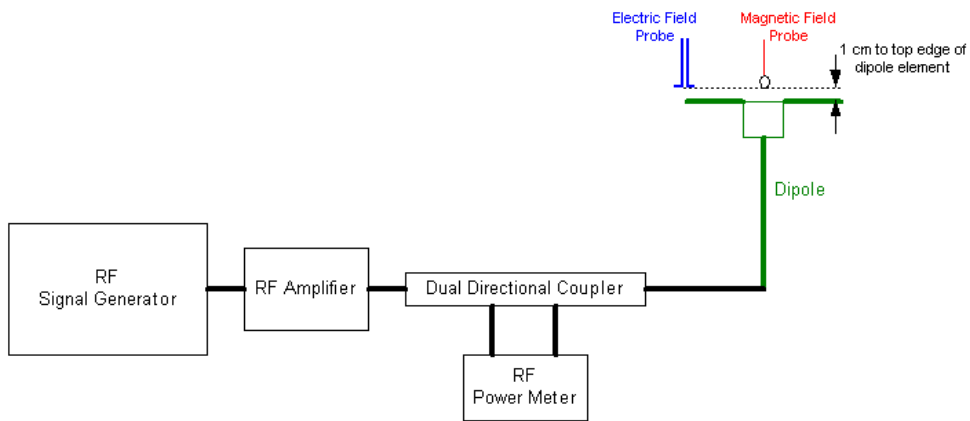 Electric Field
Probe
Magnetic Field
Probe
1 cm to top edge of
dipole element
Dipole
RF
Signal Generator
RF Amplifier
Dual Directional Coupler
RF
Power Meter